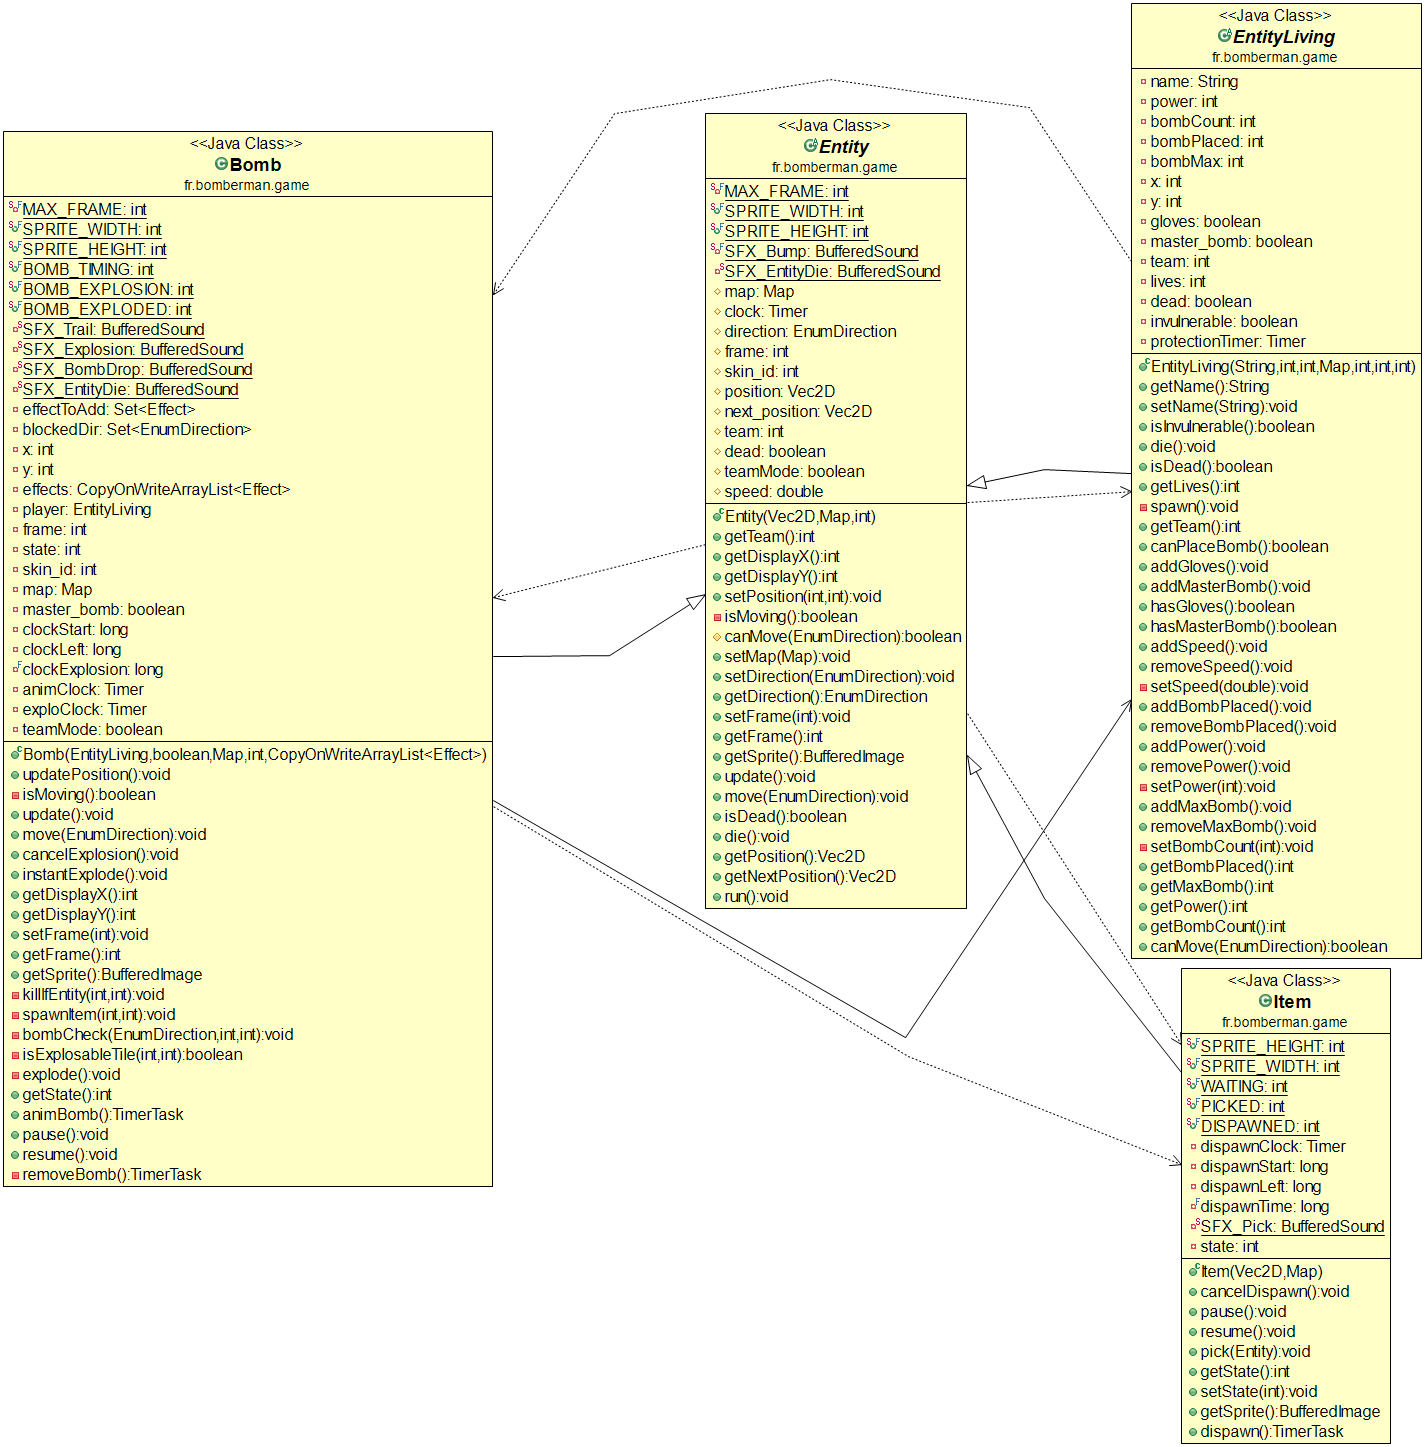 <<Java Class>>
Bomb
fr.bomberman.game
MAX_FRAME: int
SPRITE_WIDTH: int
SPRITE_HEIGHT: int
BOMB_TIMING: int
BOMB_EXPLOSION: int
BOMB_EXPLODED: int
SFX_Trail: BufferedSound
SFX_Explosion: BufferedSound
SFX_BombDrop: BufferedSound
SFX_EntityDie: BufferedSound
effectToAdd: Set<Effect>
blockedDir: Set<EnumDirection>
x: int
y: int
effects: CopyOnWriteArrayList<Effect>
player: EntityLiving
frame: int
state: int
skin_id: int
map: Map
master_bomb: boolean
clockStart: long
clockLeft: long
clockExplosion: long
animClock: Timer
exploClock: Timer
teamMode: boolean
Bomb(EntityLiving,boolean,Map,int,CopyOnWriteArrayList<Effect>)
updatePosition():void
isMoving():boolean
update():void
move(EnumDirection):void
cancelExplosion():void
instantExplode():void
getDisplayX():int
getDisplayY():int
setFrame(int):void
getFrame():int
getSprite():BufferedImage
killIfEntity(int,int):void
spawnItem(int,int):void
bombCheck(EnumDirection,int,int):void
isExplosableTile(int,int):boolean
explode():void
getState():int
animBomb():TimerTask
pause():void
resume():void
removeBomb():TimerTask
<<Java Class>>
Entity
fr.bomberman.game
MAX_FRAME: int
SPRITE_WIDTH: int
SPRITE_HEIGHT: int
SFX_Bump: BufferedSound
SFX_EntityDie: BufferedSound
map: Map
clock: Timer
direction: EnumDirection
frame: int
skin_id: int
position: Vec2D
next_position: Vec2D
team: int
dead: boolean
teamMode: boolean
speed: double
Entity(Vec2D,Map,int)
getTeam():int
getDisplayX():int
getDisplayY():int
setPosition(int,int):void
isMoving():boolean
canMove(EnumDirection):boolean
setMap(Map):void
setDirection(EnumDirection):void
getDirection():EnumDirection
setFrame(int):void
getFrame():int
getSprite():BufferedImage
update():void
move(EnumDirection):void
isDead():boolean
die():void
getPosition():Vec2D
getNextPosition():Vec2D
run():void
<<Java Class>>
EntityLiving
fr.bomberman.game
name: String
power: int
bombCount: int
bombPlaced: int
bombMax: int
x: int
y: int
gloves: boolean
master_bomb: boolean
team: int
lives: int
dead: boolean
invulnerable: boolean
protectionTimer: Timer
EntityLiving(String,int,int,Map,int,int,int)
getName():String
setName(String):void
isInvulnerable():boolean
die():void
isDead():boolean
getLives():int
spawn():void
getTeam():int
canPlaceBomb():boolean
addGloves():void
addMasterBomb():void
hasGloves():boolean
hasMasterBomb():boolean
addSpeed():void
removeSpeed():void
setSpeed(double):void
addBombPlaced():void
removeBombPlaced():void
addPower():void
removePower():void
setPower(int):void
addMaxBomb():void
removeMaxBomb():void
setBombCount(int):void
getBombPlaced():int
getMaxBomb():int
getPower():int
getBombCount():int
canMove(EnumDirection):boolean
<<Java Class>>
Item
fr.bomberman.game
SPRITE_HEIGHT: int
SPRITE_WIDTH: int
WAITING: int
PICKED: int
DISPAWNED: int
dispawnClock: Timer
dispawnStart: long
dispawnLeft: long
dispawnTime: long
SFX_Pick: BufferedSound
state: int
Item(Vec2D,Map)
cancelDispawn():void
pause():void
resume():void
pick(Entity):void
getState():int
setState(int):void
getSprite():BufferedImage
dispawn():TimerTask